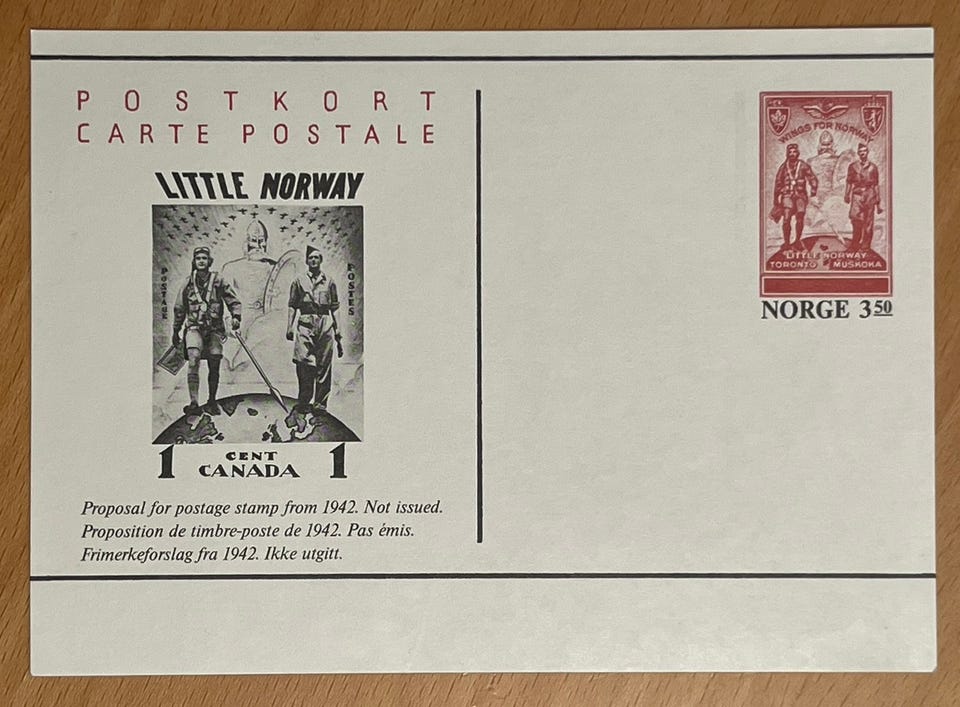 POSTKORT
CARTE POSTALE
LITTLE NORWAY
POSTAGE
POSTES
1 CENT 1
CANADA
Proposal for postage stamp from 1942. Not issued.
Proposition de timbre-poste de 1942. Pas émis.
Frimerkeforslag fra 1942. Ikke utgitt.
WINGS FOR NORWAY
LITTLE NORWAY
TORONTO MUSKOKA
NORGE 3 50